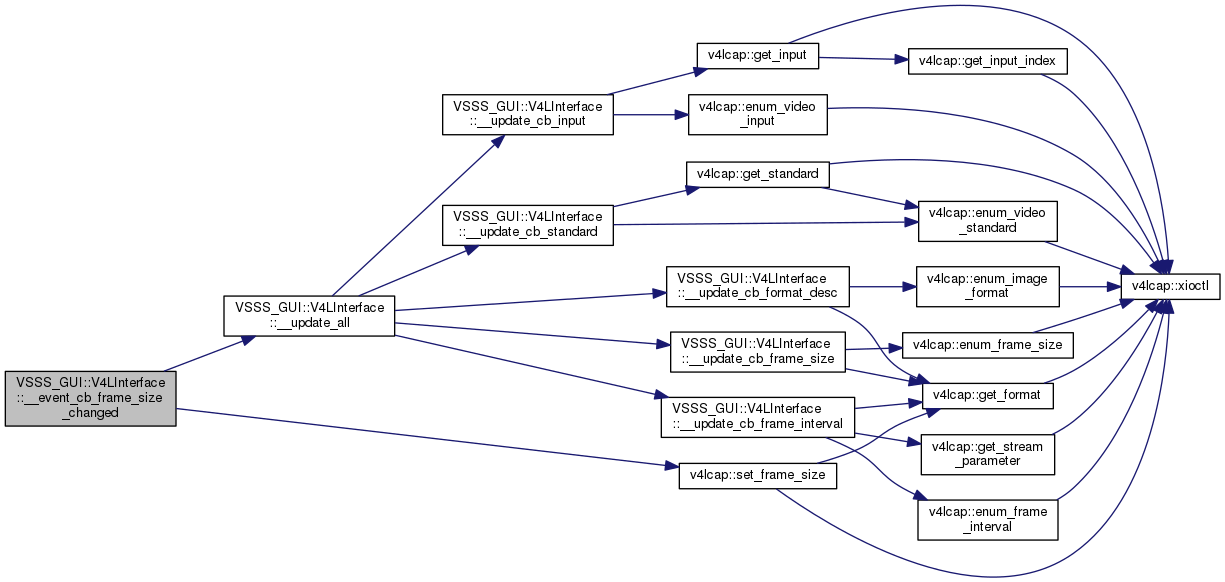 v4lcap::get_input
v4lcap::get_input_index
VSSS_GUI::V4LInterface
::__update_cb_input
v4lcap::enum_video
_input
v4lcap::get_standard
VSSS_GUI::V4LInterface
::__update_cb_standard
v4lcap::enum_video
_standard
VSSS_GUI::V4LInterface
::__update_cb_format_desc
v4lcap::enum_image
_format
v4lcap::xioctl
VSSS_GUI::V4LInterface
::__update_all
VSSS_GUI::V4LInterface
::__update_cb_frame_size
v4lcap::enum_frame_size
VSSS_GUI::V4LInterface
::__event_cb_frame_size
_changed
v4lcap::get_format
VSSS_GUI::V4LInterface
::__update_cb_frame_interval
v4lcap::get_stream
_parameter
v4lcap::set_frame_size
v4lcap::enum_frame
_interval